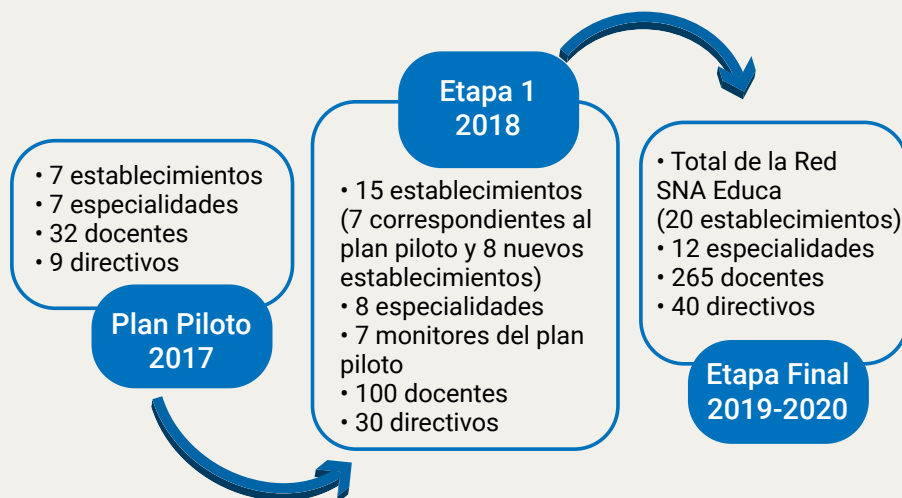 • 7 establecimientos
• 7 especialidades
• 32 docentes
• 9 directivos
Plan Piloto
2017
Etapa 1
2018
• 15 establecimientos
(7 correspondientes al
plan piloto y 8 nuevos
establecimientos)
• 8 especialidades
• 7 monitores del plan
piloto
• 100 docentes
• 30 directivos
• Total de la Red
SNA Educa
(20 establecimientos)
• 12 especialidades
• 265 docentes
• 40 directivos
Etapa Final
2019-2020